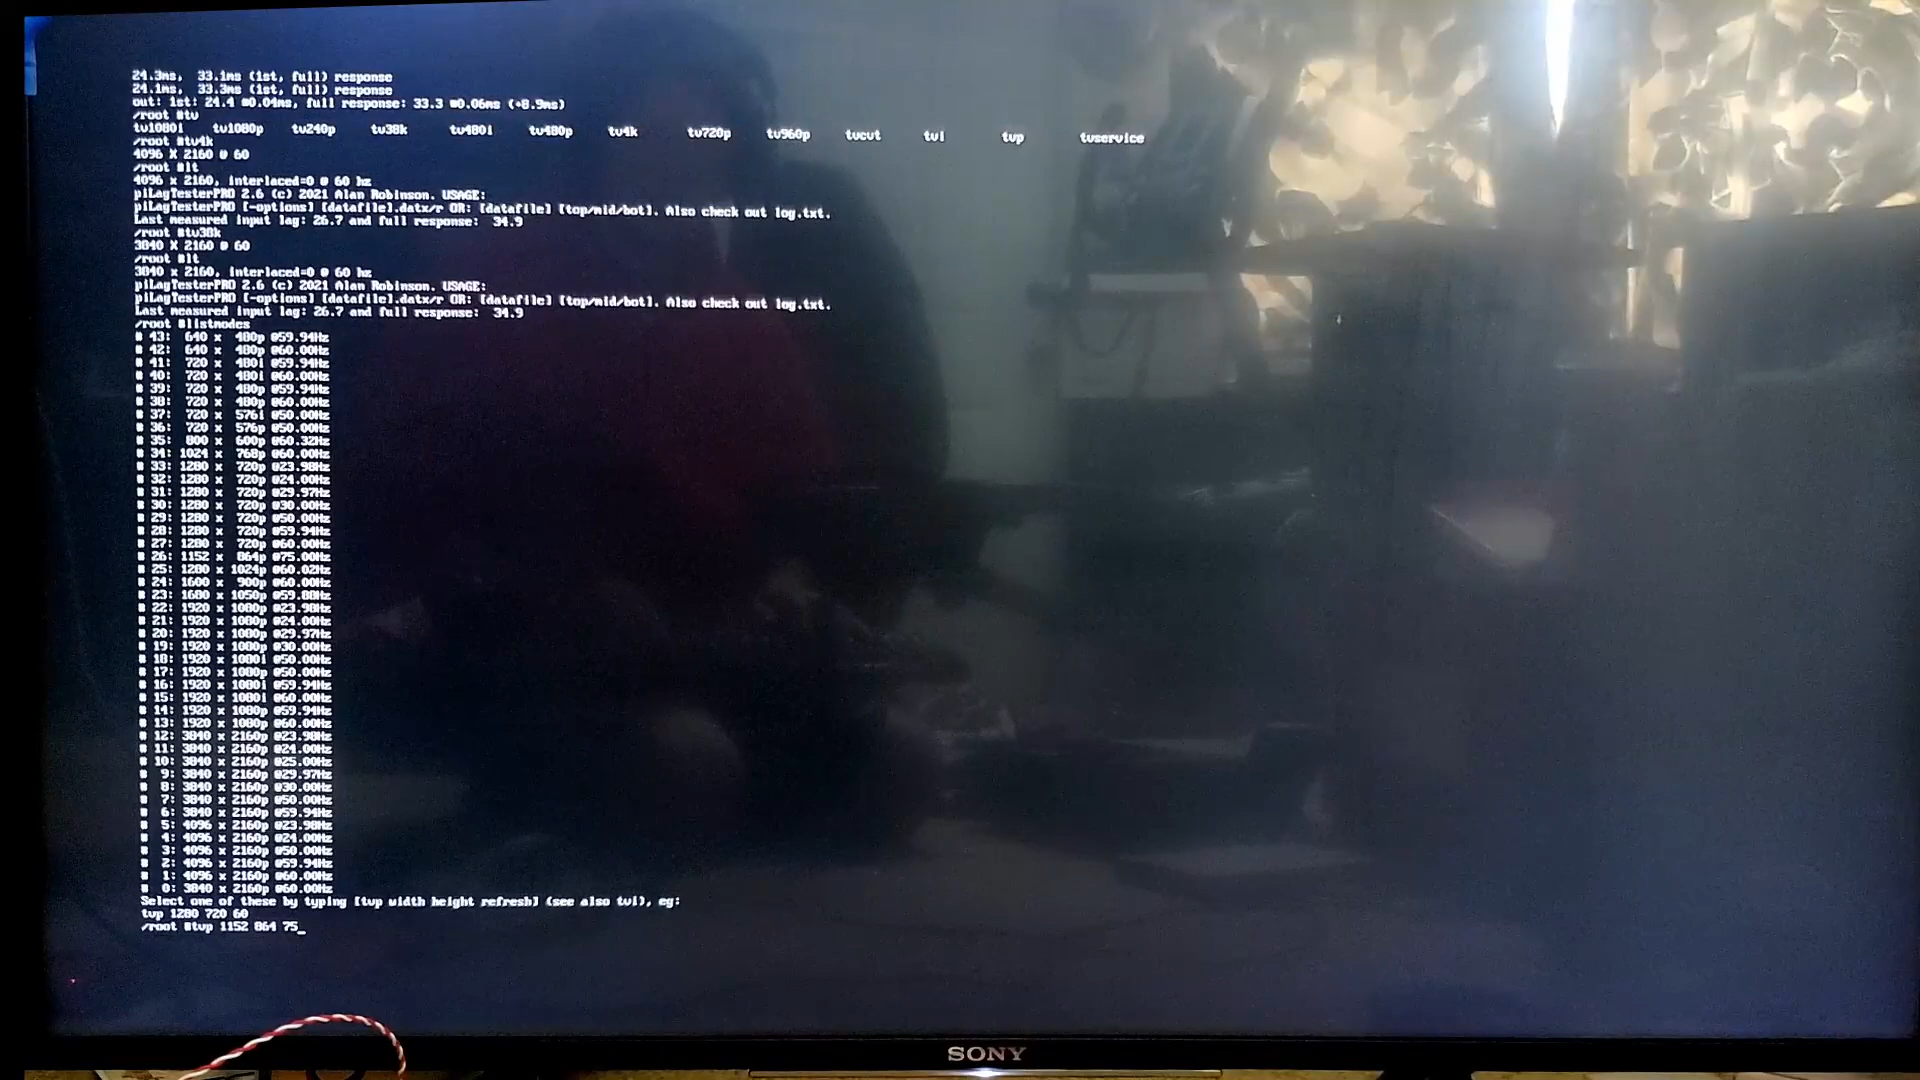 24.3ms, 33.1ms (1st, full) response
24.1ms, 33.3ms (1st, full) response
out: 1st: 24.4 ■0.04ms, full response: 33.3 ■0.06ms (+8.9ms)
/root #tv
tv1080i tv1080p tv240p tv38k tv480i tv480p tv4k tv720p tv960p tvcvt tvi tvp tvservice
/root #tv4k
4096 X 2160 @ 60
/root #lt
4096 x 2160, interlaced=0 @ 60 hz
piLagTesterPRO 2.6 (c) 2021 Alan Robinson. USAGE:
piLagTesterPRO [-options] [datafile].datx/r OR: [datafile] [top/mid/bot]. Also check out log.txt.
Last measured input lag: 26.7 and full response: 34.9
/root #tv38k
3840 X 2160 @ 60
/root #lt
3840 x 2160, interlaced=0 @ 60 hz
piLagTesterPRO 2.6 (c) 2021 Alan Robinson. USAGE:
piLagTesterPRO [-options] [datafile].datx/r OR: [datafile] [top/mid/bot]. Also check out log.txt.
Last measured input lag: 26.7 and full response: 34.9
/root #listmodes
# 43: 640 x 480p @59.94Hz
# 42: 640 x 480p @60.00Hz
# 41: 720 x 480i @59.94Hz
# 40: 720 x 480i @60.00Hz
# 39: 720 x 480p @59.94Hz
# 38: 720 x 480p @60.00Hz
# 37: 720 x 576i @50.00Hz
# 36: 720 x 576p @50.00Hz
# 35: 800 x 600p @60.32Hz
# 34: 1024 x 768p @60.00Hz
# 33: 1280 x 720p @23.98Hz
# 32: 1280 x 720p @24.00Hz
# 31: 1280 x 720p @29.97Hz
# 30: 1280 x 720p @30.00Hz
# 29: 1280 x 720p @50.00Hz
# 28: 1280 x 720p @59.94Hz
# 27: 1280 x 720p @60.00Hz
# 26: 1152 x 864p @75.00Hz
# 25: 1280 x 1024p @60.02Hz
# 24: 1600 x 900p @60.00Hz
# 23: 1680 x 1050p @59.88Hz
# 22: 1920 x 1080p @23.98Hz
# 21: 1920 x 1080p @24.00Hz
# 20: 1920 x 1080p @29.97Hz
# 19: 1920 x 1080p @30.00Hz
# 18: 1920 x 1080i @50.00Hz
# 17: 1920 x 1080p @50.00Hz
# 16: 1920 x 1080i @59.94Hz
# 15: 1920 x 1080i @60.00Hz
# 14: 1920 x 1080p @59.94Hz
# 13: 1920 x 1080p @60.00Hz
# 12: 3840 x 2160p @23.98Hz
# 11: 3840 x 2160p @24.00Hz
# 10: 3840 x 2160p @25.00Hz
# 9: 3840 x 2160p @29.97Hz
# 8: 3840 x 2160p @30.00Hz
# 7: 3840 x 2160p @50.00Hz
# 6: 3840 x 2160p @59.94Hz
# 5: 4096 x 2160p @23.98Hz
# 4: 4096 x 2160p @24.00Hz
# 3: 4096 x 2160p @50.00Hz
# 2: 4096 x 2160p @59.94Hz
# 1: 4096 x 2160p @60.00Hz
# 0: 3840 x 2160p @60.00Hz
Select one of these by typing [tvp width height refresh] (see also tvi), eg:
tvp 1280 720 60
/root #tvp 1152 864 75_
SONY